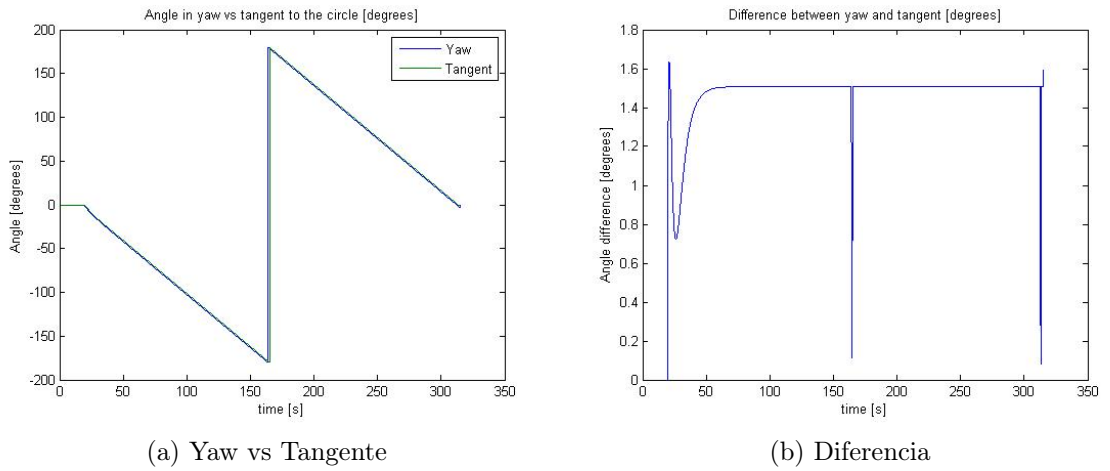 Angle in yaw vs tangent to the circle [degrees]
200
150
100
50
0
-50
-100
-150
-200
Angle [degrees]
0 50 100 150 200 250 300 350
time [s]
Yaw
Tangent
(a) Yaw vs Tangente
Difference between yaw and tangent [degrees]
1.8
1.6
1.4
1.2
1
0.8
0.6
0.4
0.2
0
Angle difference [degrees]
0 50 100 150 200 250 300 350
time [s]
(b) Diferencia